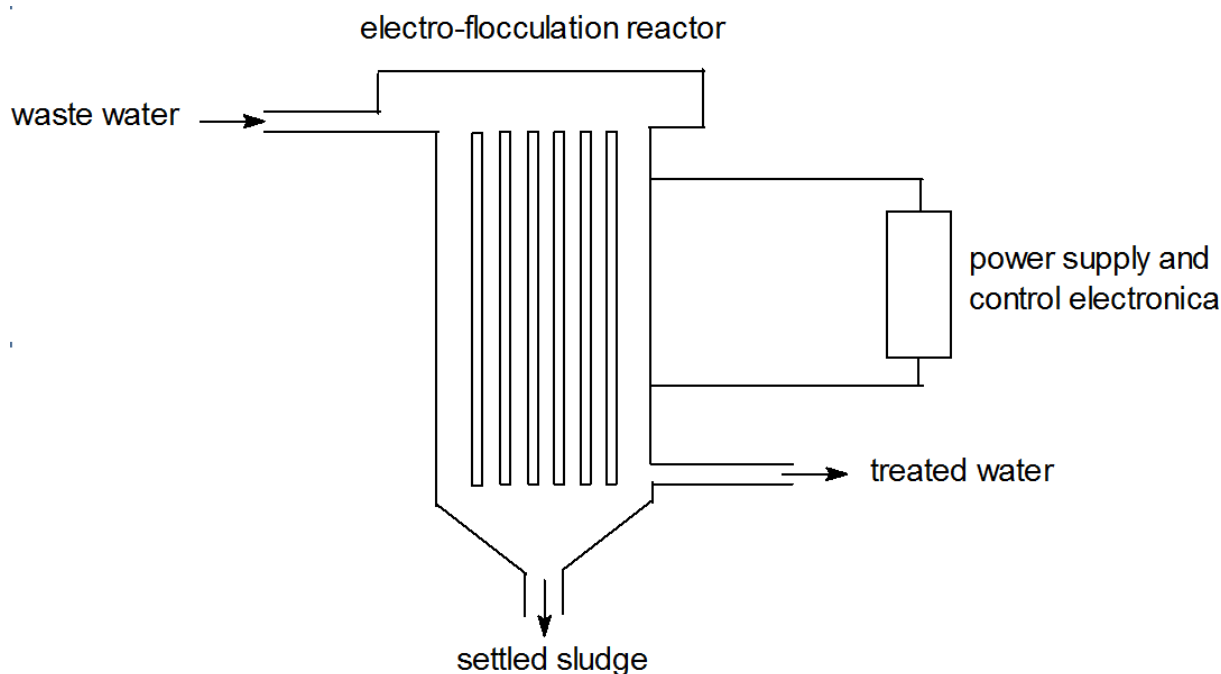 electro-flocculation reactor
waste water
power supply and
control electronica
treated water
settled sludge